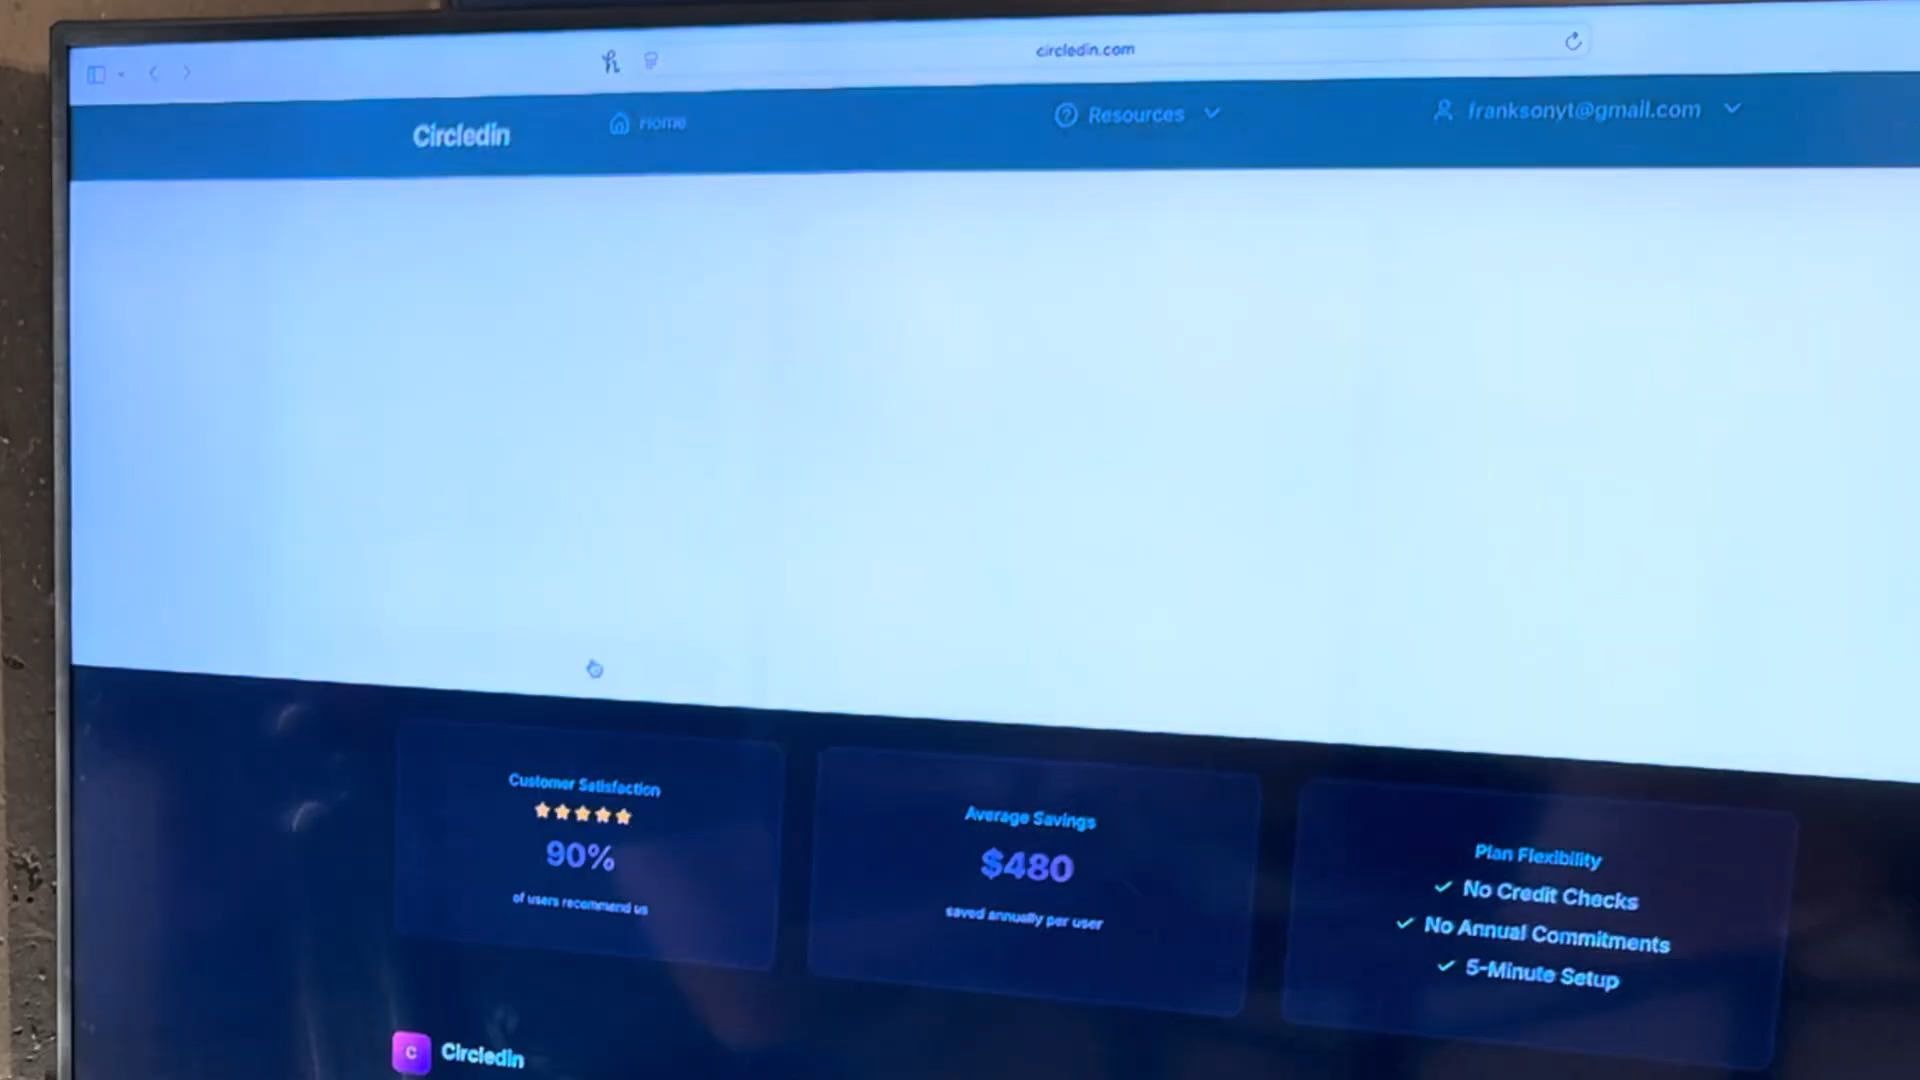 circledin.com
Circledin
Home
Resources
franksonyt@gmail.com
Customer Satisfaction
90%
of users recommend us
Average Savings
$480
saved annually per user
Plan Flexibility
No Credit Checks
No Annual Commitments
5-Minute Setup
C
Circledin